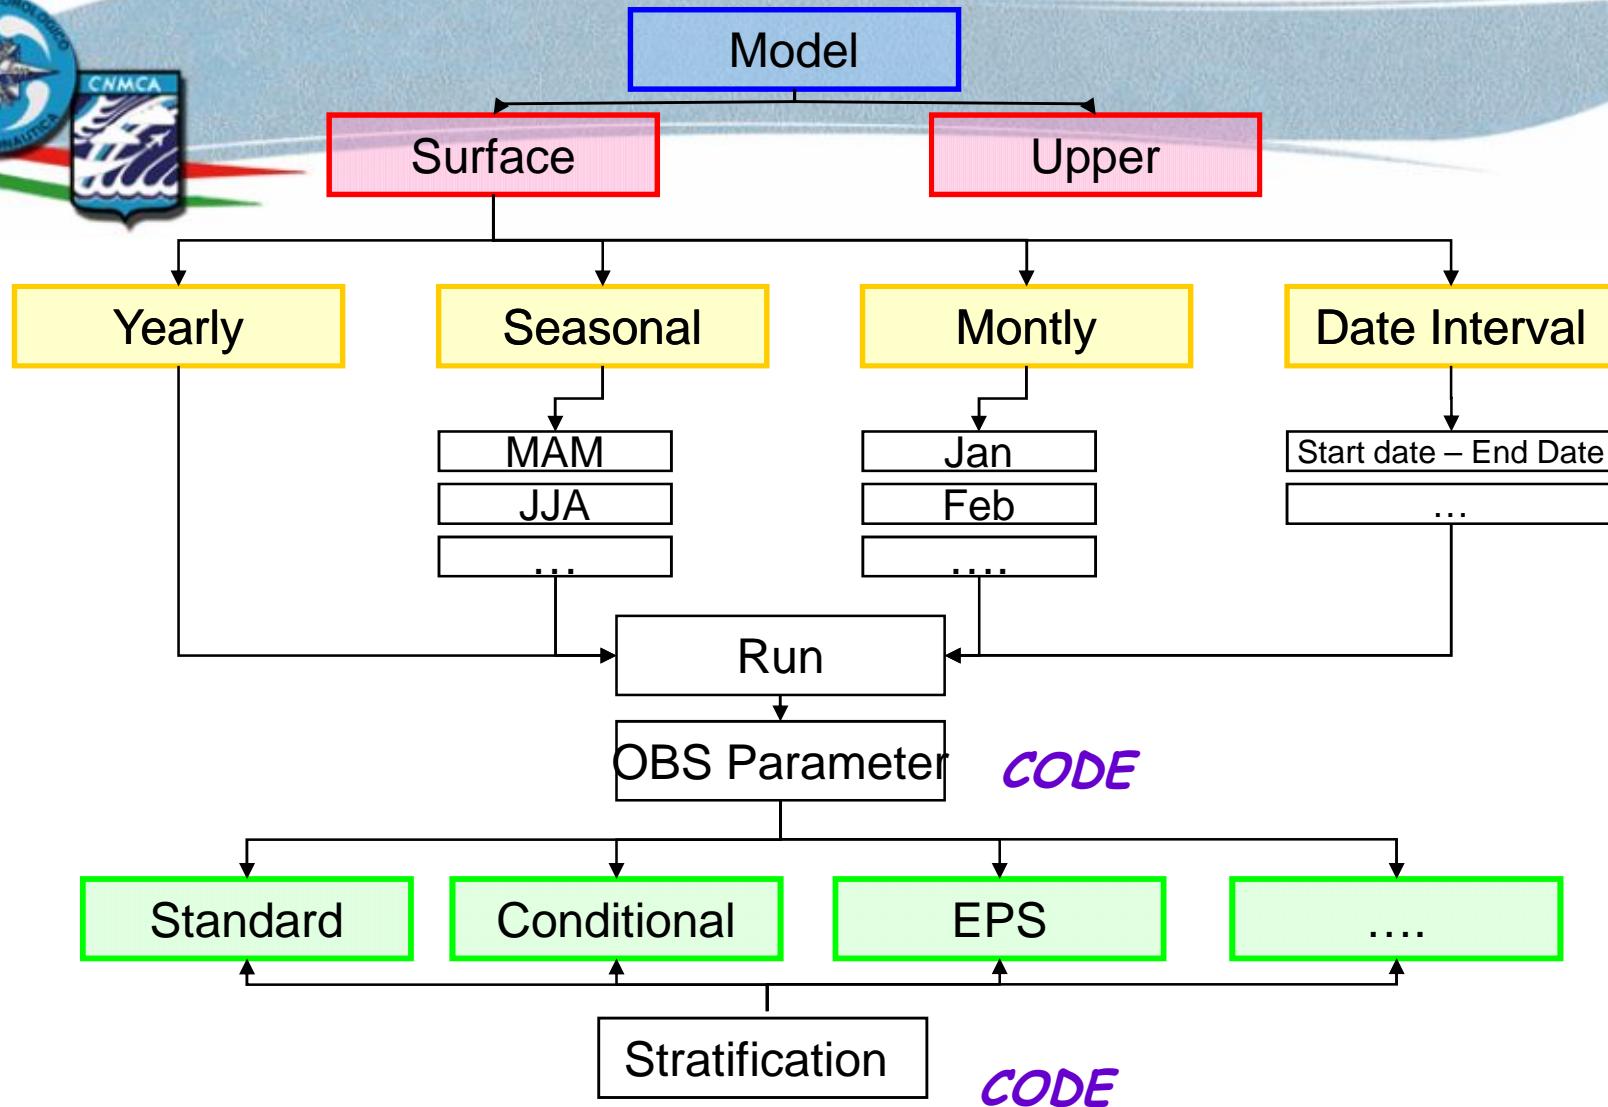 CNMCA
Model
Surface
Upper
Yearly
Seasonal
Montly
Date Interval
MAM
Jan
Start date – End Date
JJA
Feb
…
…
….
Run
OBS Parameter
CODE
Standard
Conditional
EPS
….
Stratification
CODE